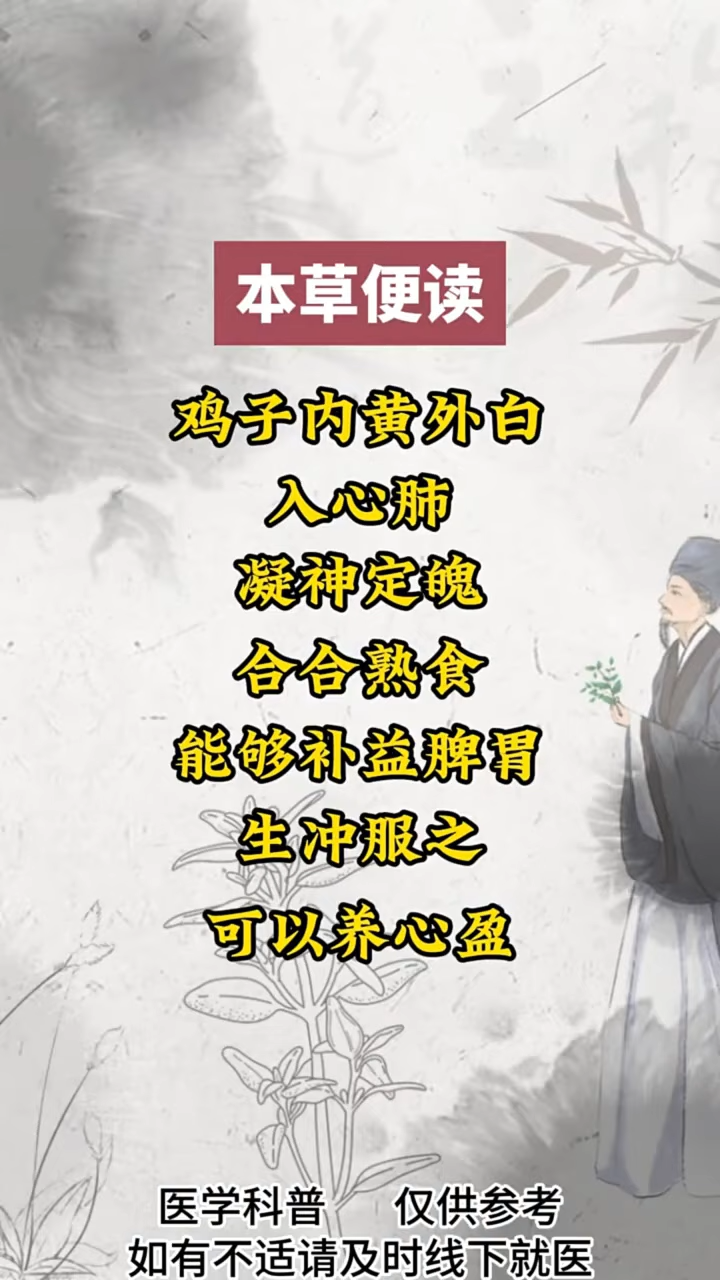 本草便读
鸡子内黄外白
入心肺
凝神定魄
合合熟食
能够补益脾胃
生冲服之
可以养心盈
医学科普 仅供参考
如有不适请及时线下就医